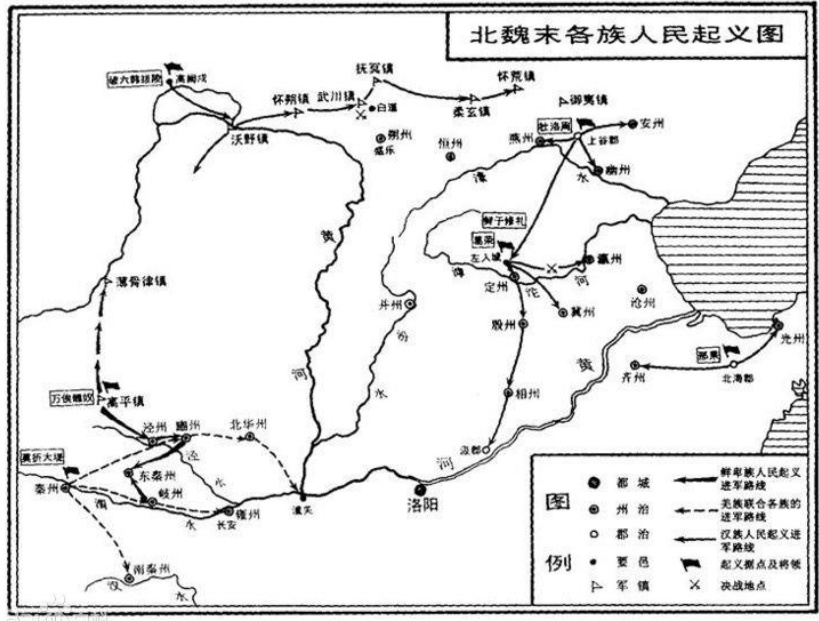 北魏末各族人民起义图
破六韩拔陵
高阙戍
沃野镇
怀朔镇
武川镇
抚冥镇
白道
柔玄镇
怀荒镇
御夷镇
朔州
盛乐
恒州
燕州
杜洛周
上谷郡
安州
幽州
水
鲜于修礼
葛荣
左人城
定州
滹
沱
河
瀛州
冀州
沧州
殷州
相州
汲郡
黄
河
黄
河
并州
汾
水
薄骨律镇
万俟醜奴
高平镇
泾州
豳州
北华州
泾
水
莫折大提
秦州
东秦州
岐州
渭
水
雍州
长安
潼关
南秦州
汉
水
洛阳
齐州
邢杲
北海郡
光州
图
例
都城
州治
郡治
要邑
军镇
鲜卑族人民起义
进军路线
羌族联合各族的
进军路线
汉族人民起义进
军路线
起义据点及将领
决战地点